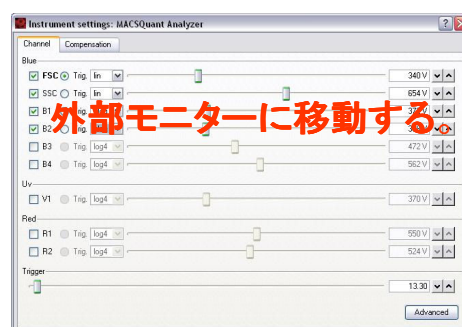 Instrument settings: MACSQuant Analyzer
Channel Compensation
Blue
FSC Trig. lin 340 V
SSC Trig. lin 654 V
B1 Trig.
外部モニターに移動する。
B2 Trig.
B3 Trig. log4 472 V
B4 Trig. log4 562 V
Uv
V1 Trig. log4 370 V
Red
R1 Trig. log4 550 V
R2 Trig. log4 524 V
Trigger
13.30
Advanced